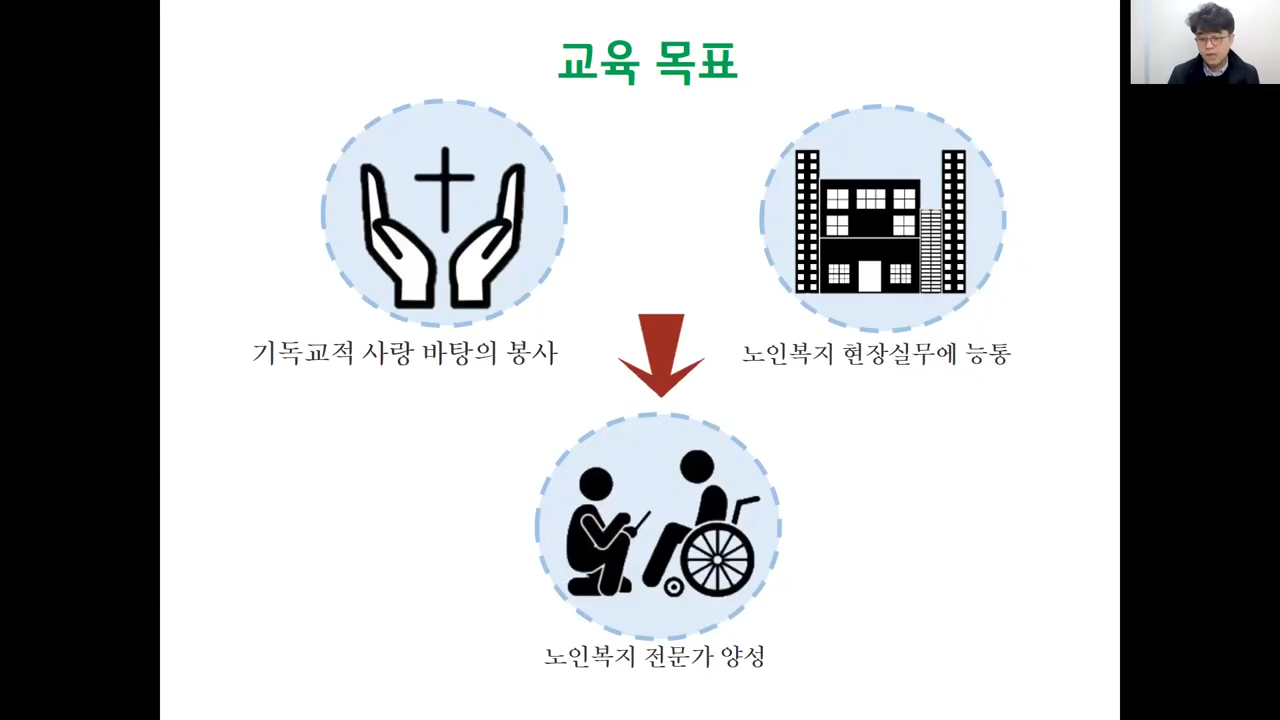 교육 목표
기독교적 사랑 바탕의 봉사
노인복지 현장실무에 능통
노인복지 전문가 양성